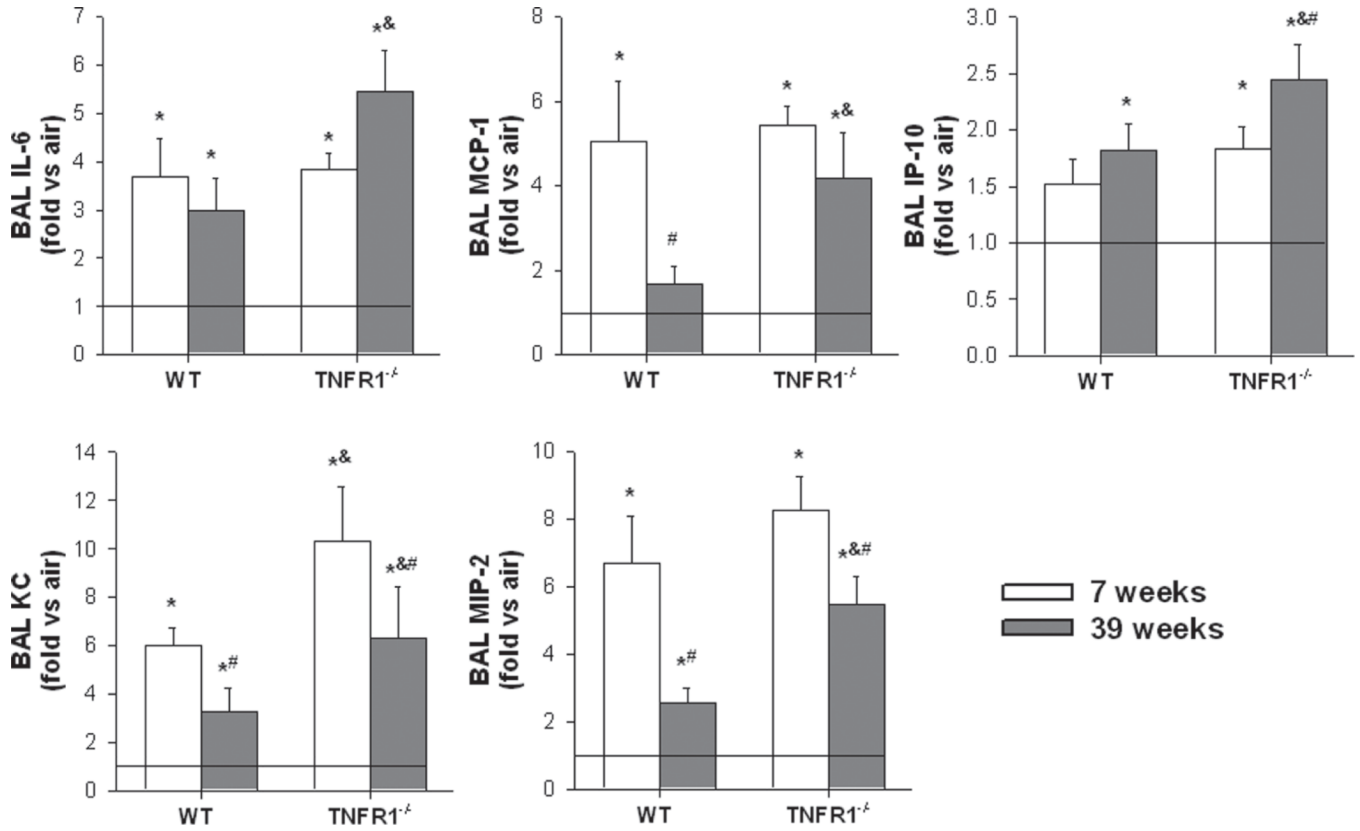 BAL IL-6
(fold vs air)
7
6
5
4
3
2
1
0
*
*
*
*&
WT
TNFR1-/-
BAL MCP-1
(fold vs air)
8
6
4
2
0
*
#
*
*&
WT
TNFR1-/-
BAL IP-10
(fold vs air)
3.0
2.5
2.0
1.5
1.0
0.5
0.0
*
*
*&#
WT
TNFR1-/-
BAL KC
(fold vs air)
14
12
10
8
6
4
2
0
*
*#
*&
*&#
WT
TNFR1-/-
BAL MIP-2
(fold vs air)
10
8
6
4
2
0
*
*#
*
*&#
WT
TNFR1-/-
7 weeks
39 weeks